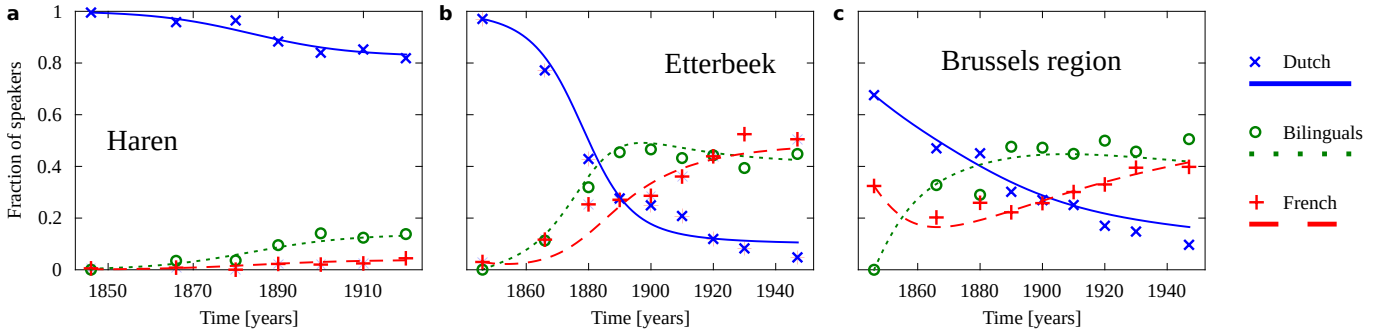 a
b
c
1
0.8
0.6
0.4
0.2
0
Fraction of speakers
Haren
Etterbeek
Brussels region
1850 1870 1890 1910
1860 1880 1900 1920 1940
1860 1880 1900 1920 1940
Time [years]
Time [years]
Time [years]
Dutch
Bilinguals
French